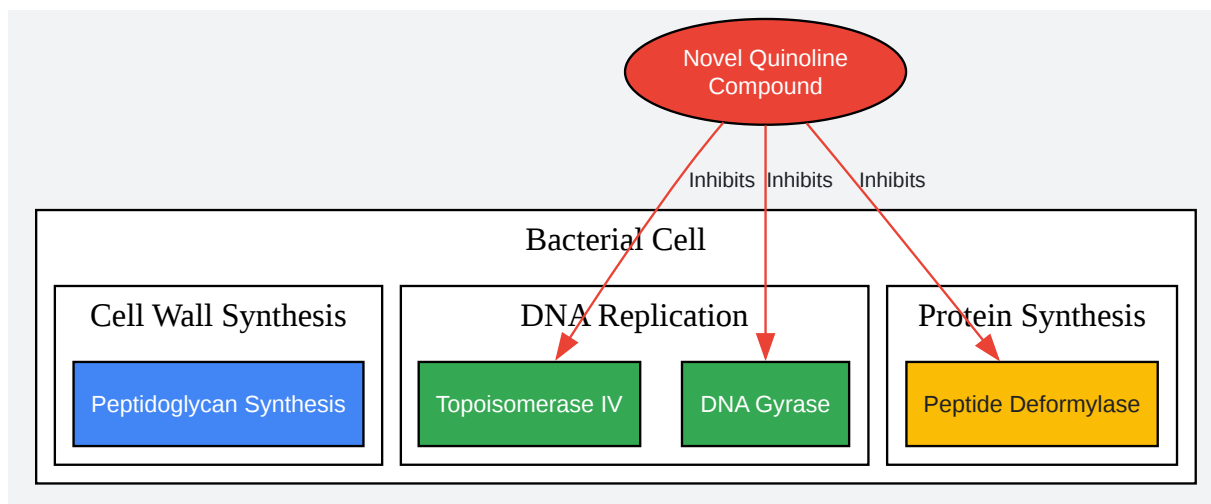 Novel Quinoline
Compound
Inhibits Inhibits Inhibits
Bacterial Cell
Cell Wall Synthesis
DNA Replication
Protein Synthesis
Peptidoglycan Synthesis
Topoisomerase IV
DNA Gyrase
Peptide Deformylase